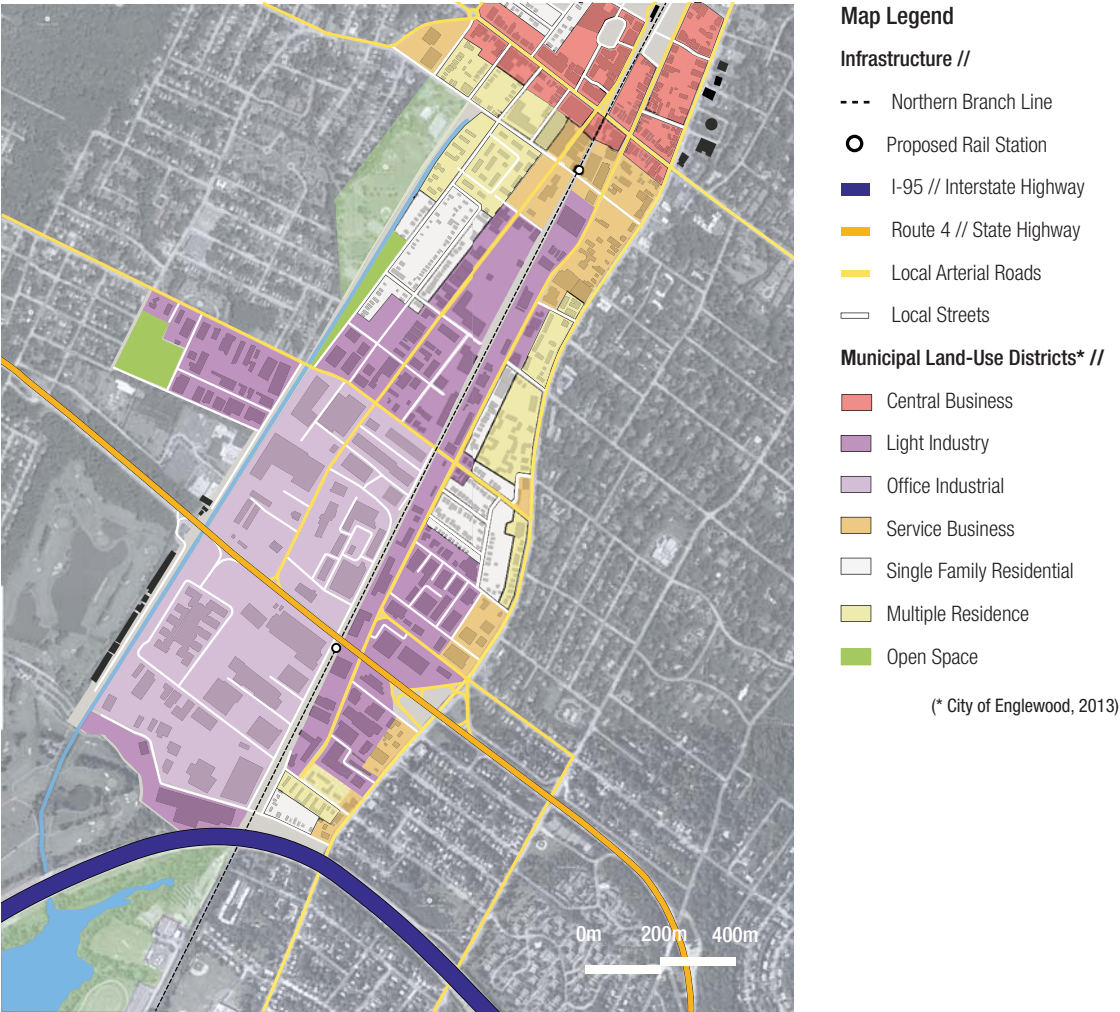 Map Legend
Infrastructure //
Northern Branch Line
Proposed Rail Station
I-95 // Interstate Highway
Route 4 // State Highway
Local Arterial Roads
Local Streets
Municipal Land-Use Districts* //
Central Business
Light Industry
Office Industrial
Service Business
Single Family Residential
Multiple Residence
Open Space
(* City of Englewood, 2013)
0m 200m 400m